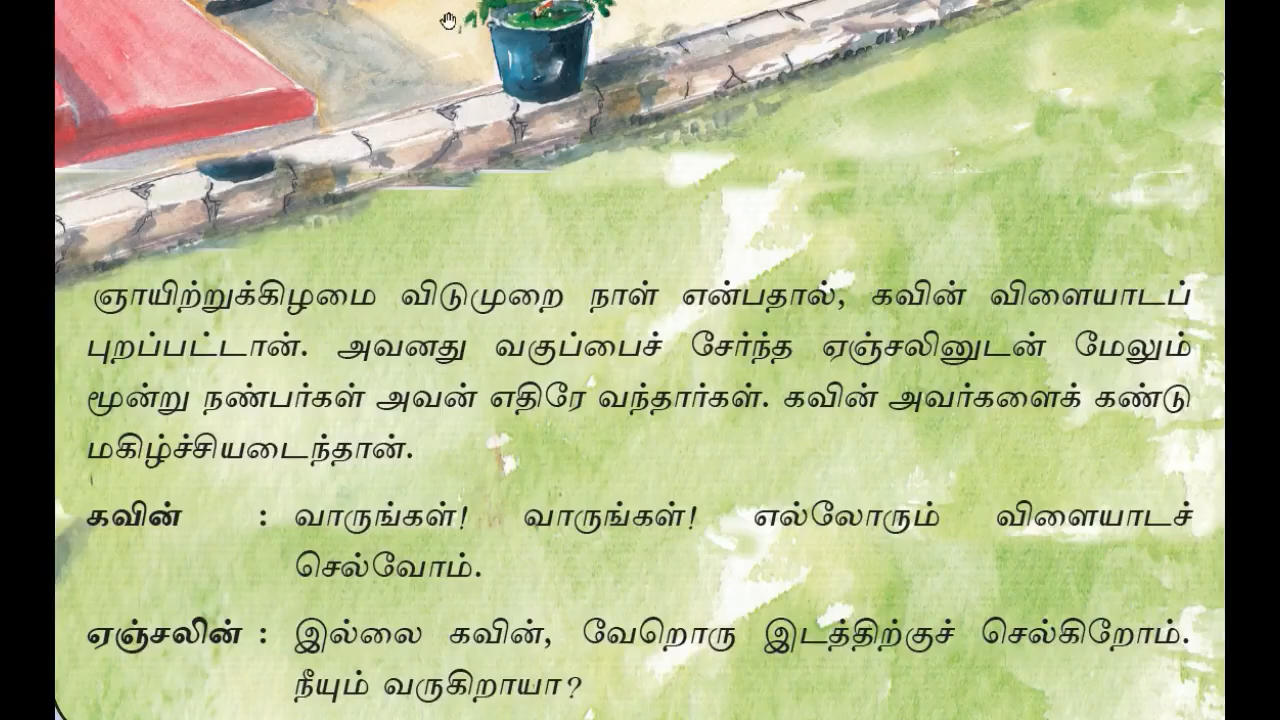 ஞாயிற்றுக்கிழமை விடுமுறை நாள் என்பதால், கவின் விளையாடப்
புறப்பட்டான். அவனது வகுப்பைச் சேர்ந்த ஏஞ்சலினுடன் மேலும்
மூன்று நண்பர்கள் அவன் எதிரே வந்தார்கள். கவின் அவர்களைக் கண்டு
மகிழ்ச்சியடைந்தான்.
கவின் : வாருங்கள்! வாருங்கள்! எல்லோரும் விளையாடச்
செல்வோம்.
ஏஞ்சலின் : இல்லை கவின், வேறொரு இடத்திற்குச் செல்கிறோம்.
நீயும் வருகிறாயா?